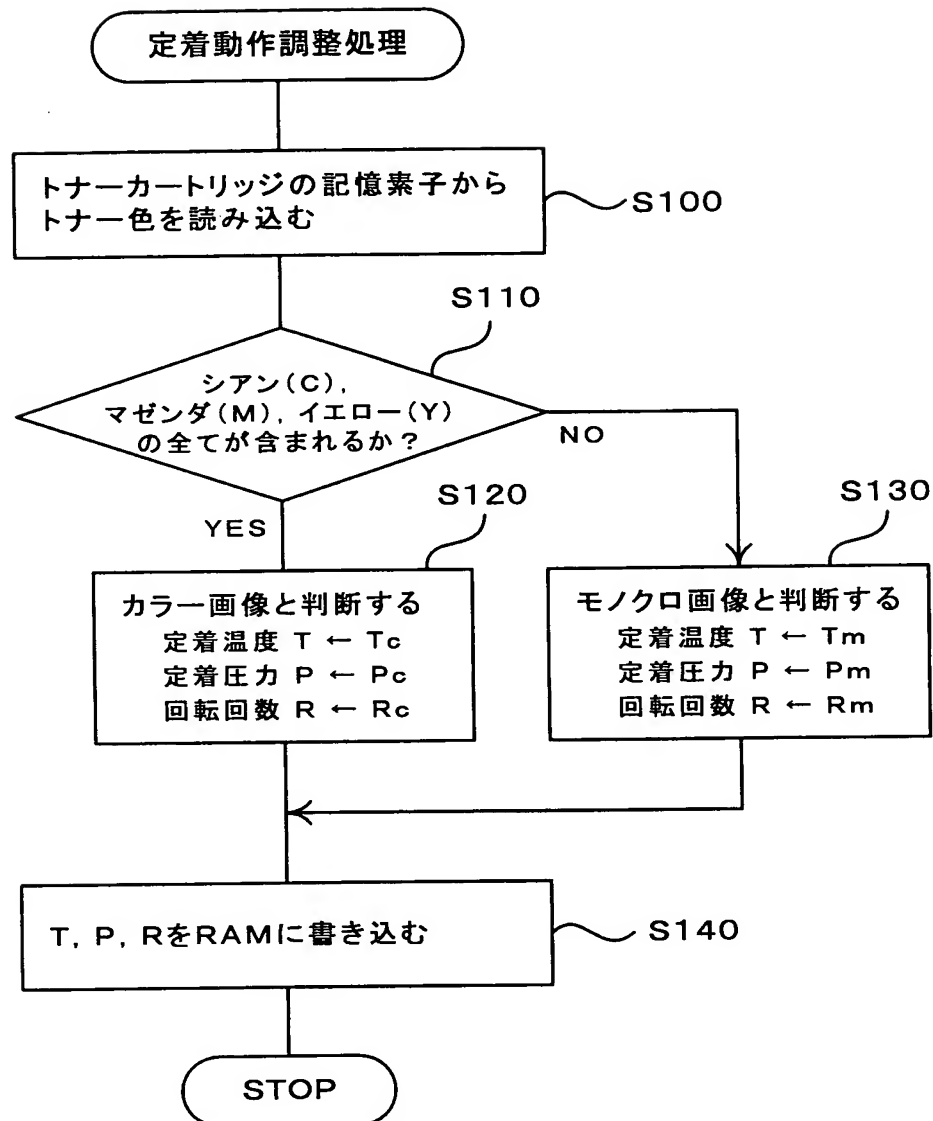 定着動作調整処理
トナーカートリッジの記憶素子から
トナー色を読み込む
S100
S110
シアン(C),
マゼンダ(M), イエロー(Y)
の全てが含まれるか？
NO
YES
S120
S130
カラー画像と判断する
定着温度 T ← Tc
定着圧力 P ← Pc
回転回数 R ← Rc
モノクロ画像と判断する
定着温度 T ← Tm
定着圧力 P ← Pm
回転回数 R ← Rm
T, P, RをRAMに書き込む
S140
STOP